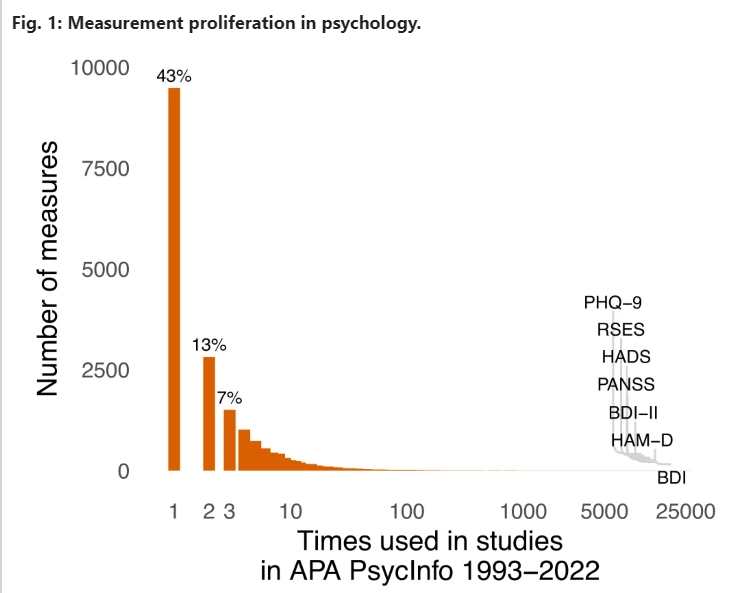 Fig. 1: Measurement proliferation in psychology.
10000
43%
Number of measures
7500
5000
13%
2500
7%
0
PHQ–9
RSES
HADS
PANSS
BDI–II
HAM–D
BDI
1 2 3 10 100 1000 5000 25000
Times used in studies
in APA PsycInfo 1993–2022